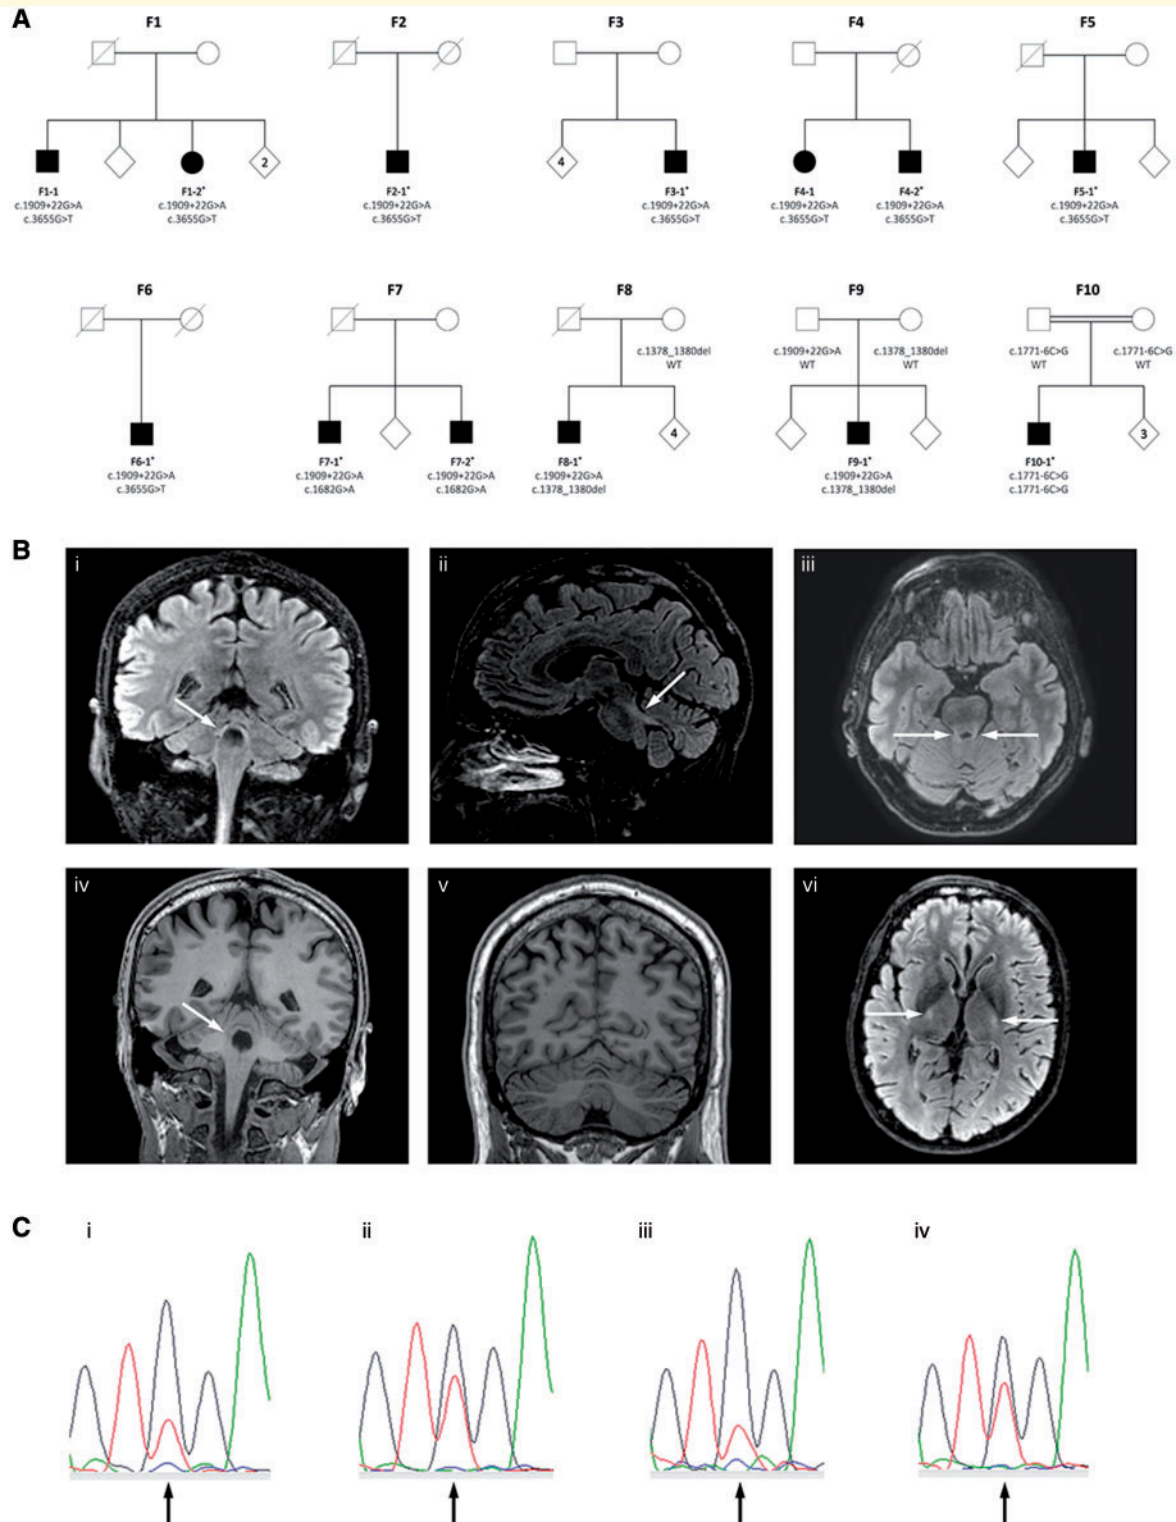 A
F1
F2
F3
F4
F5
2
4
F1-1
c.1909+22G>A
c.3655G>T
F1-2*
c.1909+22G>A
c.3655G>T
F2-1*
c.1909+22G>A
c.3655G>T
F3-1*
c.1909+22G>A
c.3655G>T
F4-1
c.1909+22G>A
c.3655G>T
F4-2*
c.1909+22G>A
c.3655G>T
F5-1*
c.1909+22G>A
c.3655G>T
F6
F7
F8
F9
F10
c.1378_1380del
WT
c.1909+22G>A
WT
c.1378_1380del
WT
c.1771-6C>G
WT
c.1771-6C>G
WT
4
3
F6-1*
c.1909+22G>A
c.3655G>T
F7-1*
c.1909+22G>A
c.1682G>A
F7-2*
c.1909+22G>A
c.1682G>A
F8-1*
c.1909+22G>A
c.1378_1380del
F9-1*
c.1909+22G>A
c.1378_1380del
F10-1*
c.1771-6C>G
c.1771-6C>G
B
i
ii
iii
iv
v
vi
C
i
ii
iii
iv